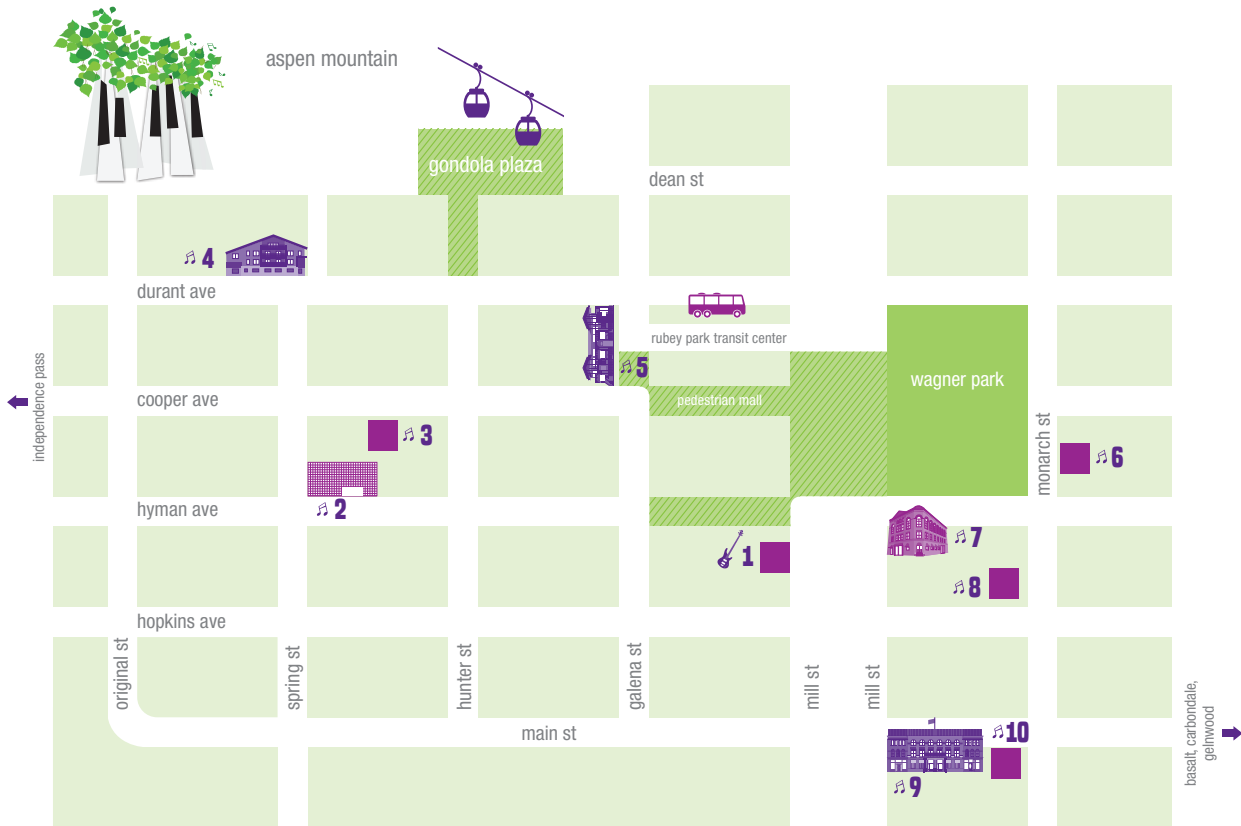 aspen mountain
gondola plaza
dean st
4
durant ave
rubey park transit center
5
wagner park
independence pass
cooper ave
pedestrian mall
3
monarch st
6
2
hyman ave
1
7
8
hopkins ave
original st
spring st
hunter st
galena st
mill st
mill st
main st
10
9
basalt, carbondale,
gelnwood